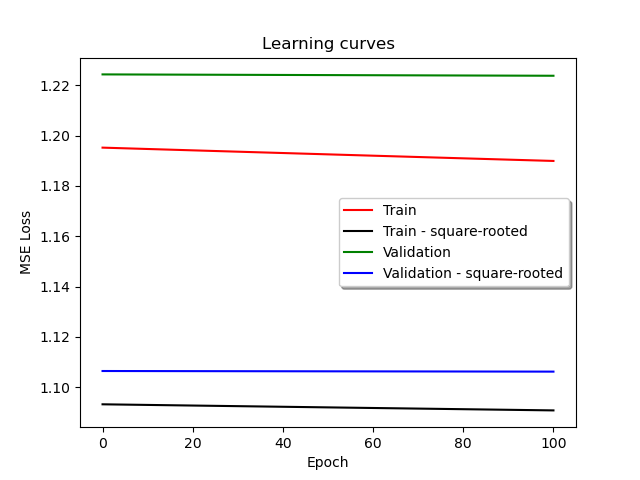 Learning curves
1.22
1.20
1.18
1.16
1.14
1.12
1.10
MSE Loss
Train
Train - square-rooted
Validation
Validation - square-rooted
0 20 40 60 80 100
Epoch